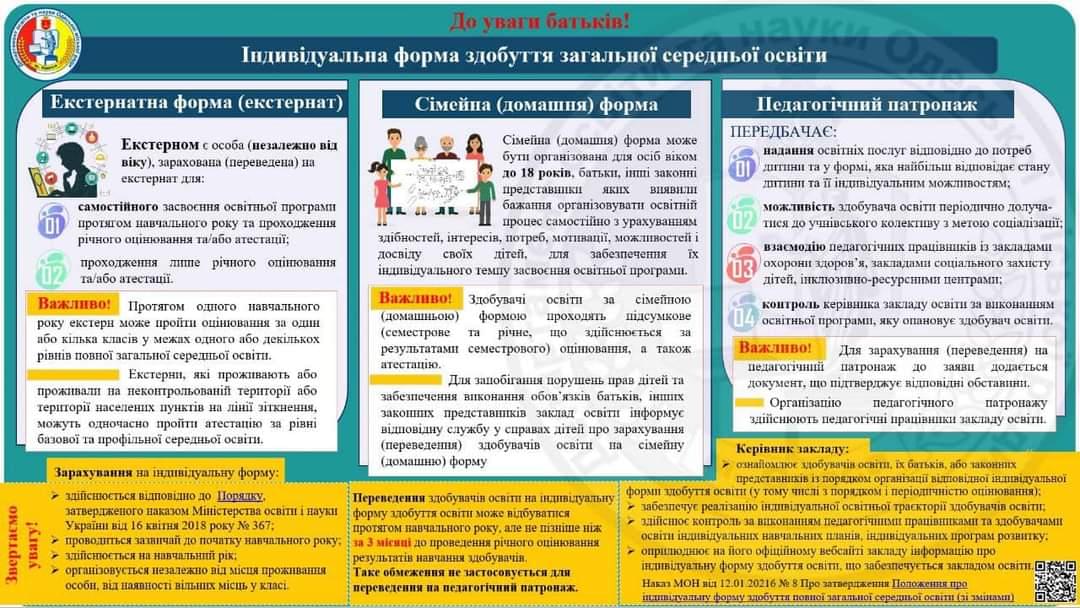 До уваги батьків!
Індивідуальна форма здобуття загальної середньої освіти
Екстернатна форма (екстернат)
Екстерном є особа (незалежно від
віку), зарахована (переведена) на
екстернат для:
01
самостійного засвоєння освітньої програми
протягом навчального року та проходження
річного оцінювання та/або атестації;
02
проходження лише річного оцінювання
та/або атестації.
Важливо! Протягом одного навчального
року екстерн може пройти оцінювання за один
або кілька класів у межах одного або декількох
рівнів повної загальної середньої освіти.
Екстерни, які проживають або
проживали на неконтрольованій території або
території населених пунктів на лінії зіткнення,
можуть одночасно пройти атестацію за рівні
базової та профільної середньої освіти.
Сімейна (домашня) форма
Сімейна (домашня) форма може
бути організована для осіб віком
до 18 років, батьки, інші законні
представники яких виявили
бажання організовувати освітній
процес самостійно з урахуванням
здібностей, інтересів, потреб, мотивації, можливостей і
досвіду своїх дітей, для забезпечення їх
індивідуального темпу засвоєння освітньої програми.
Важливо! Здобувачі освіти за сімейною
(домашньою) формою проходять підсумкове
(семестрове та річне, що здійснюється за
результатами семестрового) оцінювання, а також
атестацію.
Для запобігання порушень прав дітей та
забезпечення виконання обов’язків батьків, інших
законних представників заклад освіти інформує
відповідну службу у справах дітей про зарахування
(переведення) здобувачів освіти на сімейну
(домашню) форму
Педагогічний патронаж
ПЕРЕДБАЧАЄ:
01
надання освітніх послуг відповідно до потреб
дитини та у формі, яка найбільш відповідає стану
дитини та її індивідуальним можливостям;
02
можливість здобувача освіти періодично долуча-
тися до учнівського колективу з метою соціалізації;
03
взаємодію педагогічних працівників із закладами
охорони здоров’я, закладами соціального захисту
дітей, інклюзивно-ресурсними центрами;
04
контроль керівника закладу освіти за виконанням
освітньої програми, яку опановує здобувач освіти.
Важливо! Для зарахування (переведення) на
педагогічний патронаж до заяви додається
документ, що підтверджує відповідні обставини.
Організацію педагогічного патронажу
здійснюють педагогічні працівники закладу освіти.
Звертаємо
увагу!
Зарахування на індивідуальну форму:
➢ здійснюється відповідно до Порядку,
затвердженого наказом Міністерства освіти і науки
України від 16 квітня 2018 року № 367;
➢ проводиться зазвичай до початку навчального року;
➢ здійснюється на навчальний рік;
➢ організовується незалежно від місця проживання
особи, від наявності вільних місць у класі.
Переведення здобувачів освіти на індивідуальну
форму здобуття освіти може відбуватися
протягом навчального року, але не пізніше ніж
за 3 місяці до проведення річного оцінювання
результатів навчання здобувачів.
Таке обмеження не застосовується для
переведення на педагогічний патронаж.
Керівник закладу:
➢ ознайомлює здобувачів освіти, їх батьків, або законних
представників із порядком організації відповідної індивідуальної
форми здобуття освіти (у тому числі з порядком і періодичністю оцінювання);
➢ забезпечує реалізацію індивідуальної освітньої траєкторії здобувачів освіти;
➢ здійснює контроль за виконанням педагогічними працівниками та здобувачами
освіти індивідуальних навчальних планів, індивідуальних програм розвитку;
➢ оприлюднює на його офіційному вебсайті закладу інформацію про
індивідуальну форму здобуття освіти, що забезпечується закладом освіти.
Наказ МОН від 12.01.20216 № 8 Про затвердження Положення про
індивідуальну форму здобуття повної загальної середньої освіти (зі змінами)